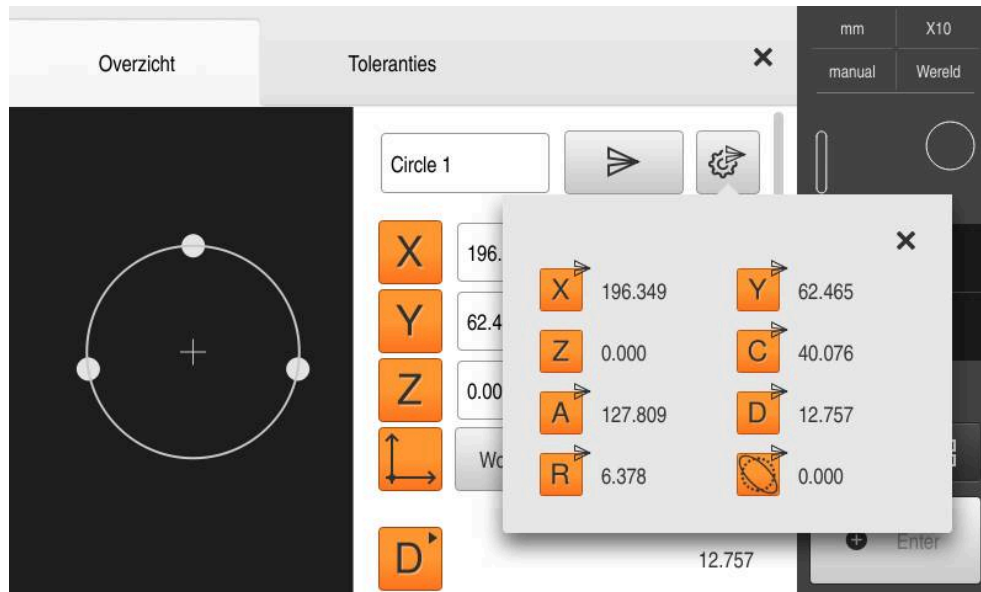 Overzicht
Toleranties
mm
X10
manual
Wereld
Circle 1
X
196.
Y
62.4
Z
0.00
Wo
D
12.757
X
196.349
Y
62.465
Z
0.000
C
40.076
A
127.809
D
12.757
R
6.378
0.000
Enter